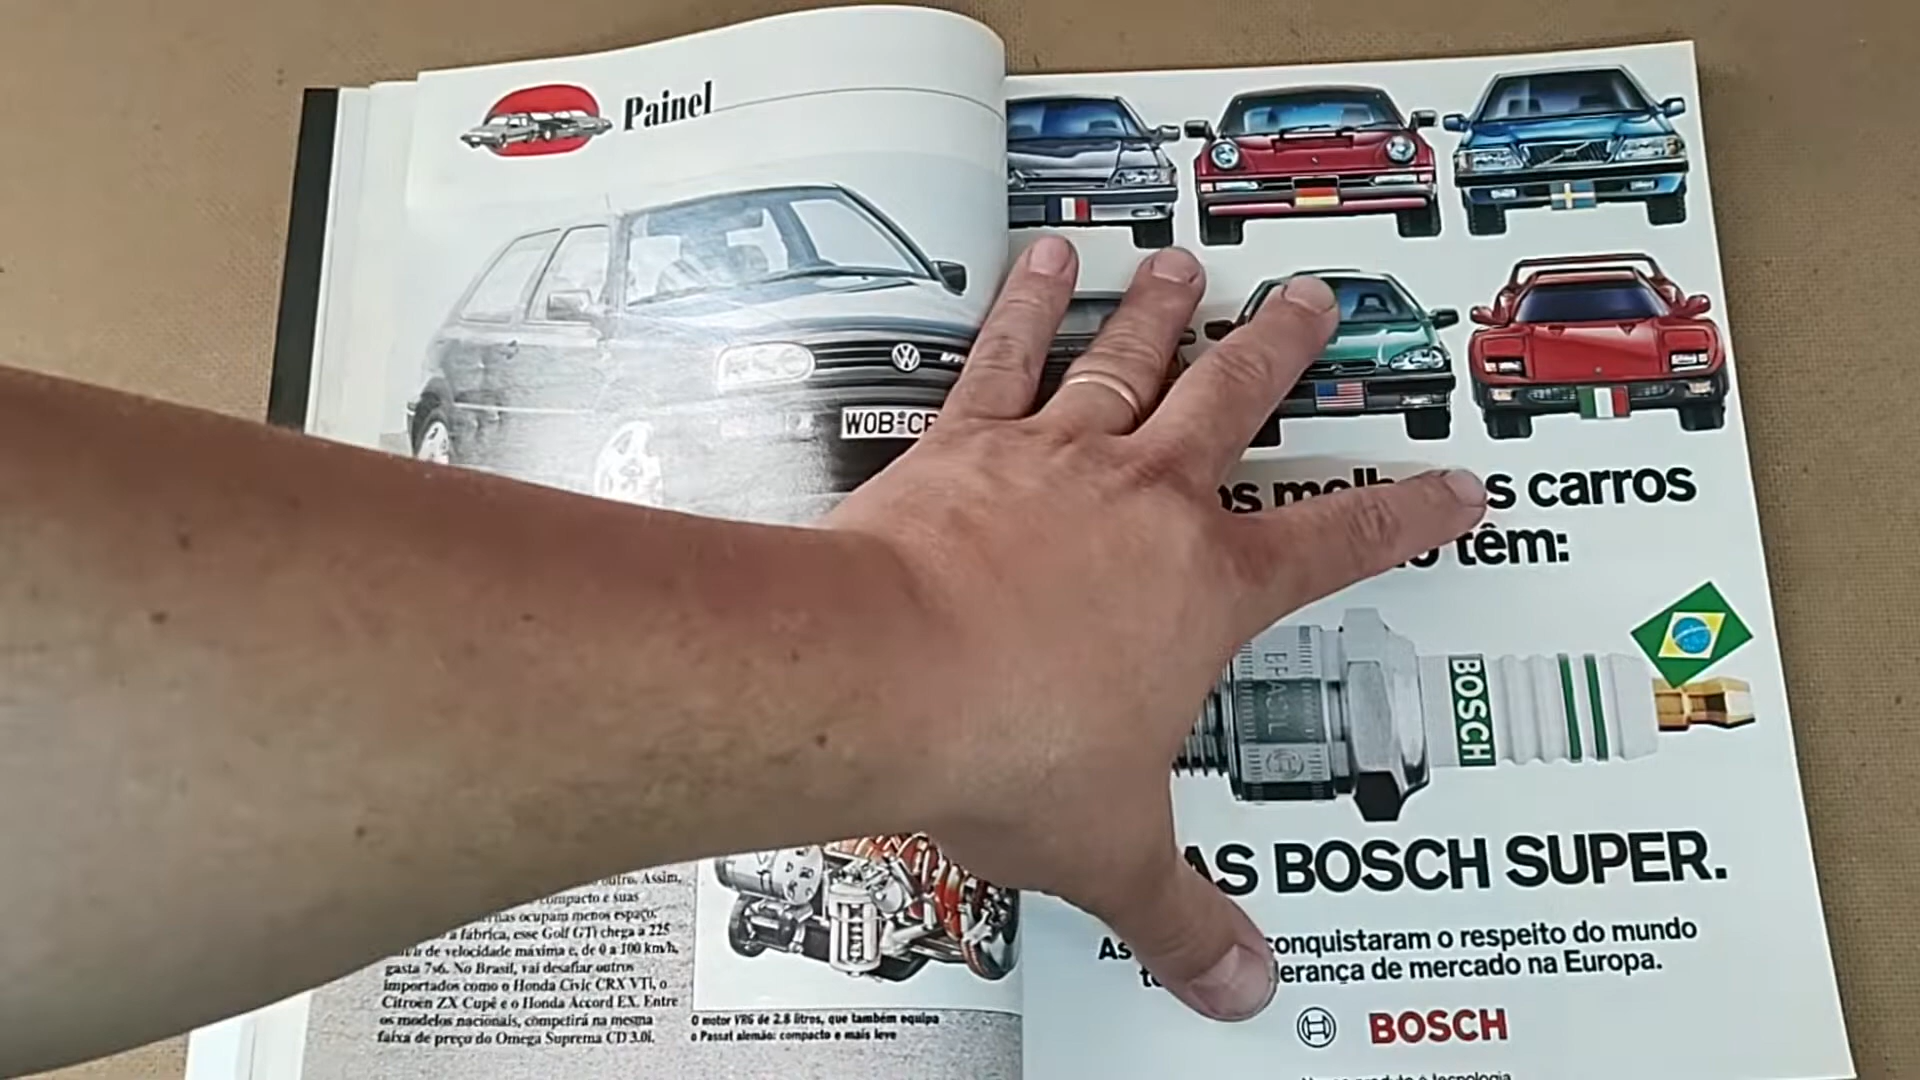 Painel
VW
WOB-CF
outro. Assim,
compacto e suas
ocupam menos espaço.
a fábrica, esse Golf GTi chega a 225
de velocidade máxima e, de 0 a 100 km/h,
gasta 7s6. No Brasil, vai desafiar outros
importados como o Honda Civic CRX VTi, o
Citroën ZX Cupê e o Honda Accord EX. Entre
os modelos nacionais, competirá na mesma
faixa de preço do Omega Suprema CD 3.0i.
O motor VR6 de 2.8 litros, que também equipa
o Passat alemão: compacto e mais leve
os carros
têm:
BRASIL
BOSCH
BOSCH SUPER.
As conquistaram o respeito do mundo
de mercado na Europa.
BOSCH
produto e tecnologia